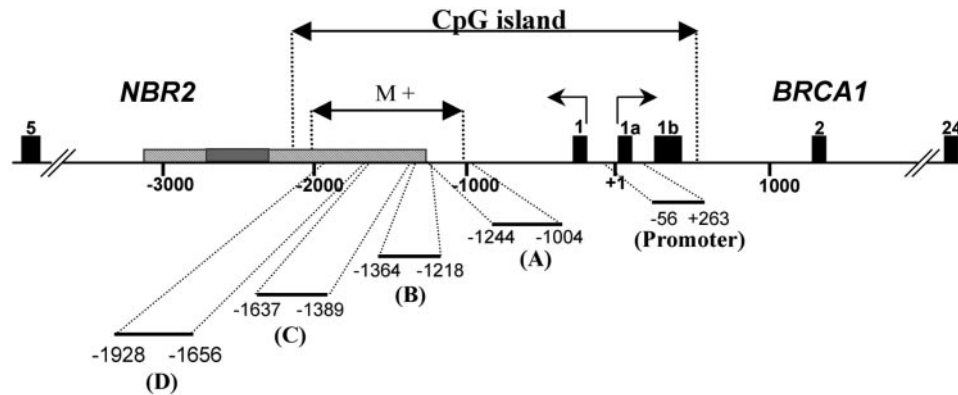 CpG island
NBR2
M +
BRCA1
5
1
1a
1b
2
24
-3000
-2000
-1000
+1
1000
-56 +263
(Promoter)
-1244 -1004
(A)
-1364 -1218
(B)
-1637 -1389
(C)
-1928 -1656
(D)